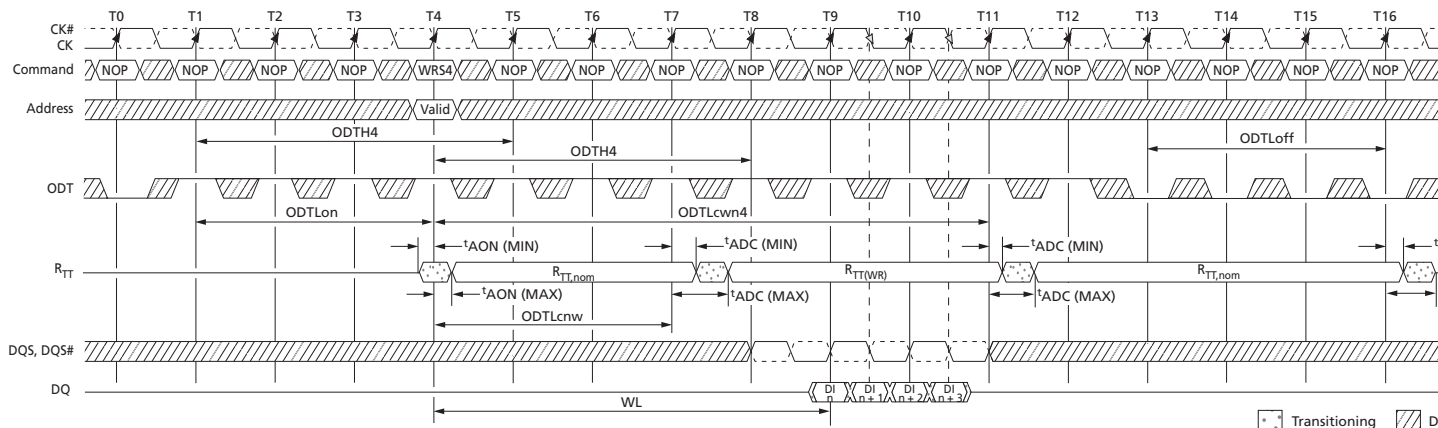 T0 T1 T2 T3 T4 T5 T6 T7 T8 T9 T10 T11 T12 T13 T14 T15 T16
CK#
CK
Command NOP NOP NOP NOP WRS4 NOP NOP NOP NOP NOP NOP NOP NOP NOP NOP NOP NOP
Address Valid
ODTH4 ODTLoff
ODTH4
ODT
ODTLon ODTLcwn4
tAON (MIN) tADC (MIN) tADC (MIN) t
RTT RTT,nom RTT(WR) RTT,nom
tAON (MAX) tADC (MAX) tADC (MAX)
ODTLcnw
DQS, DQS#
DQ DI n DI n + 1 DI n + 2 DI n + 3
WL
Transitioning D